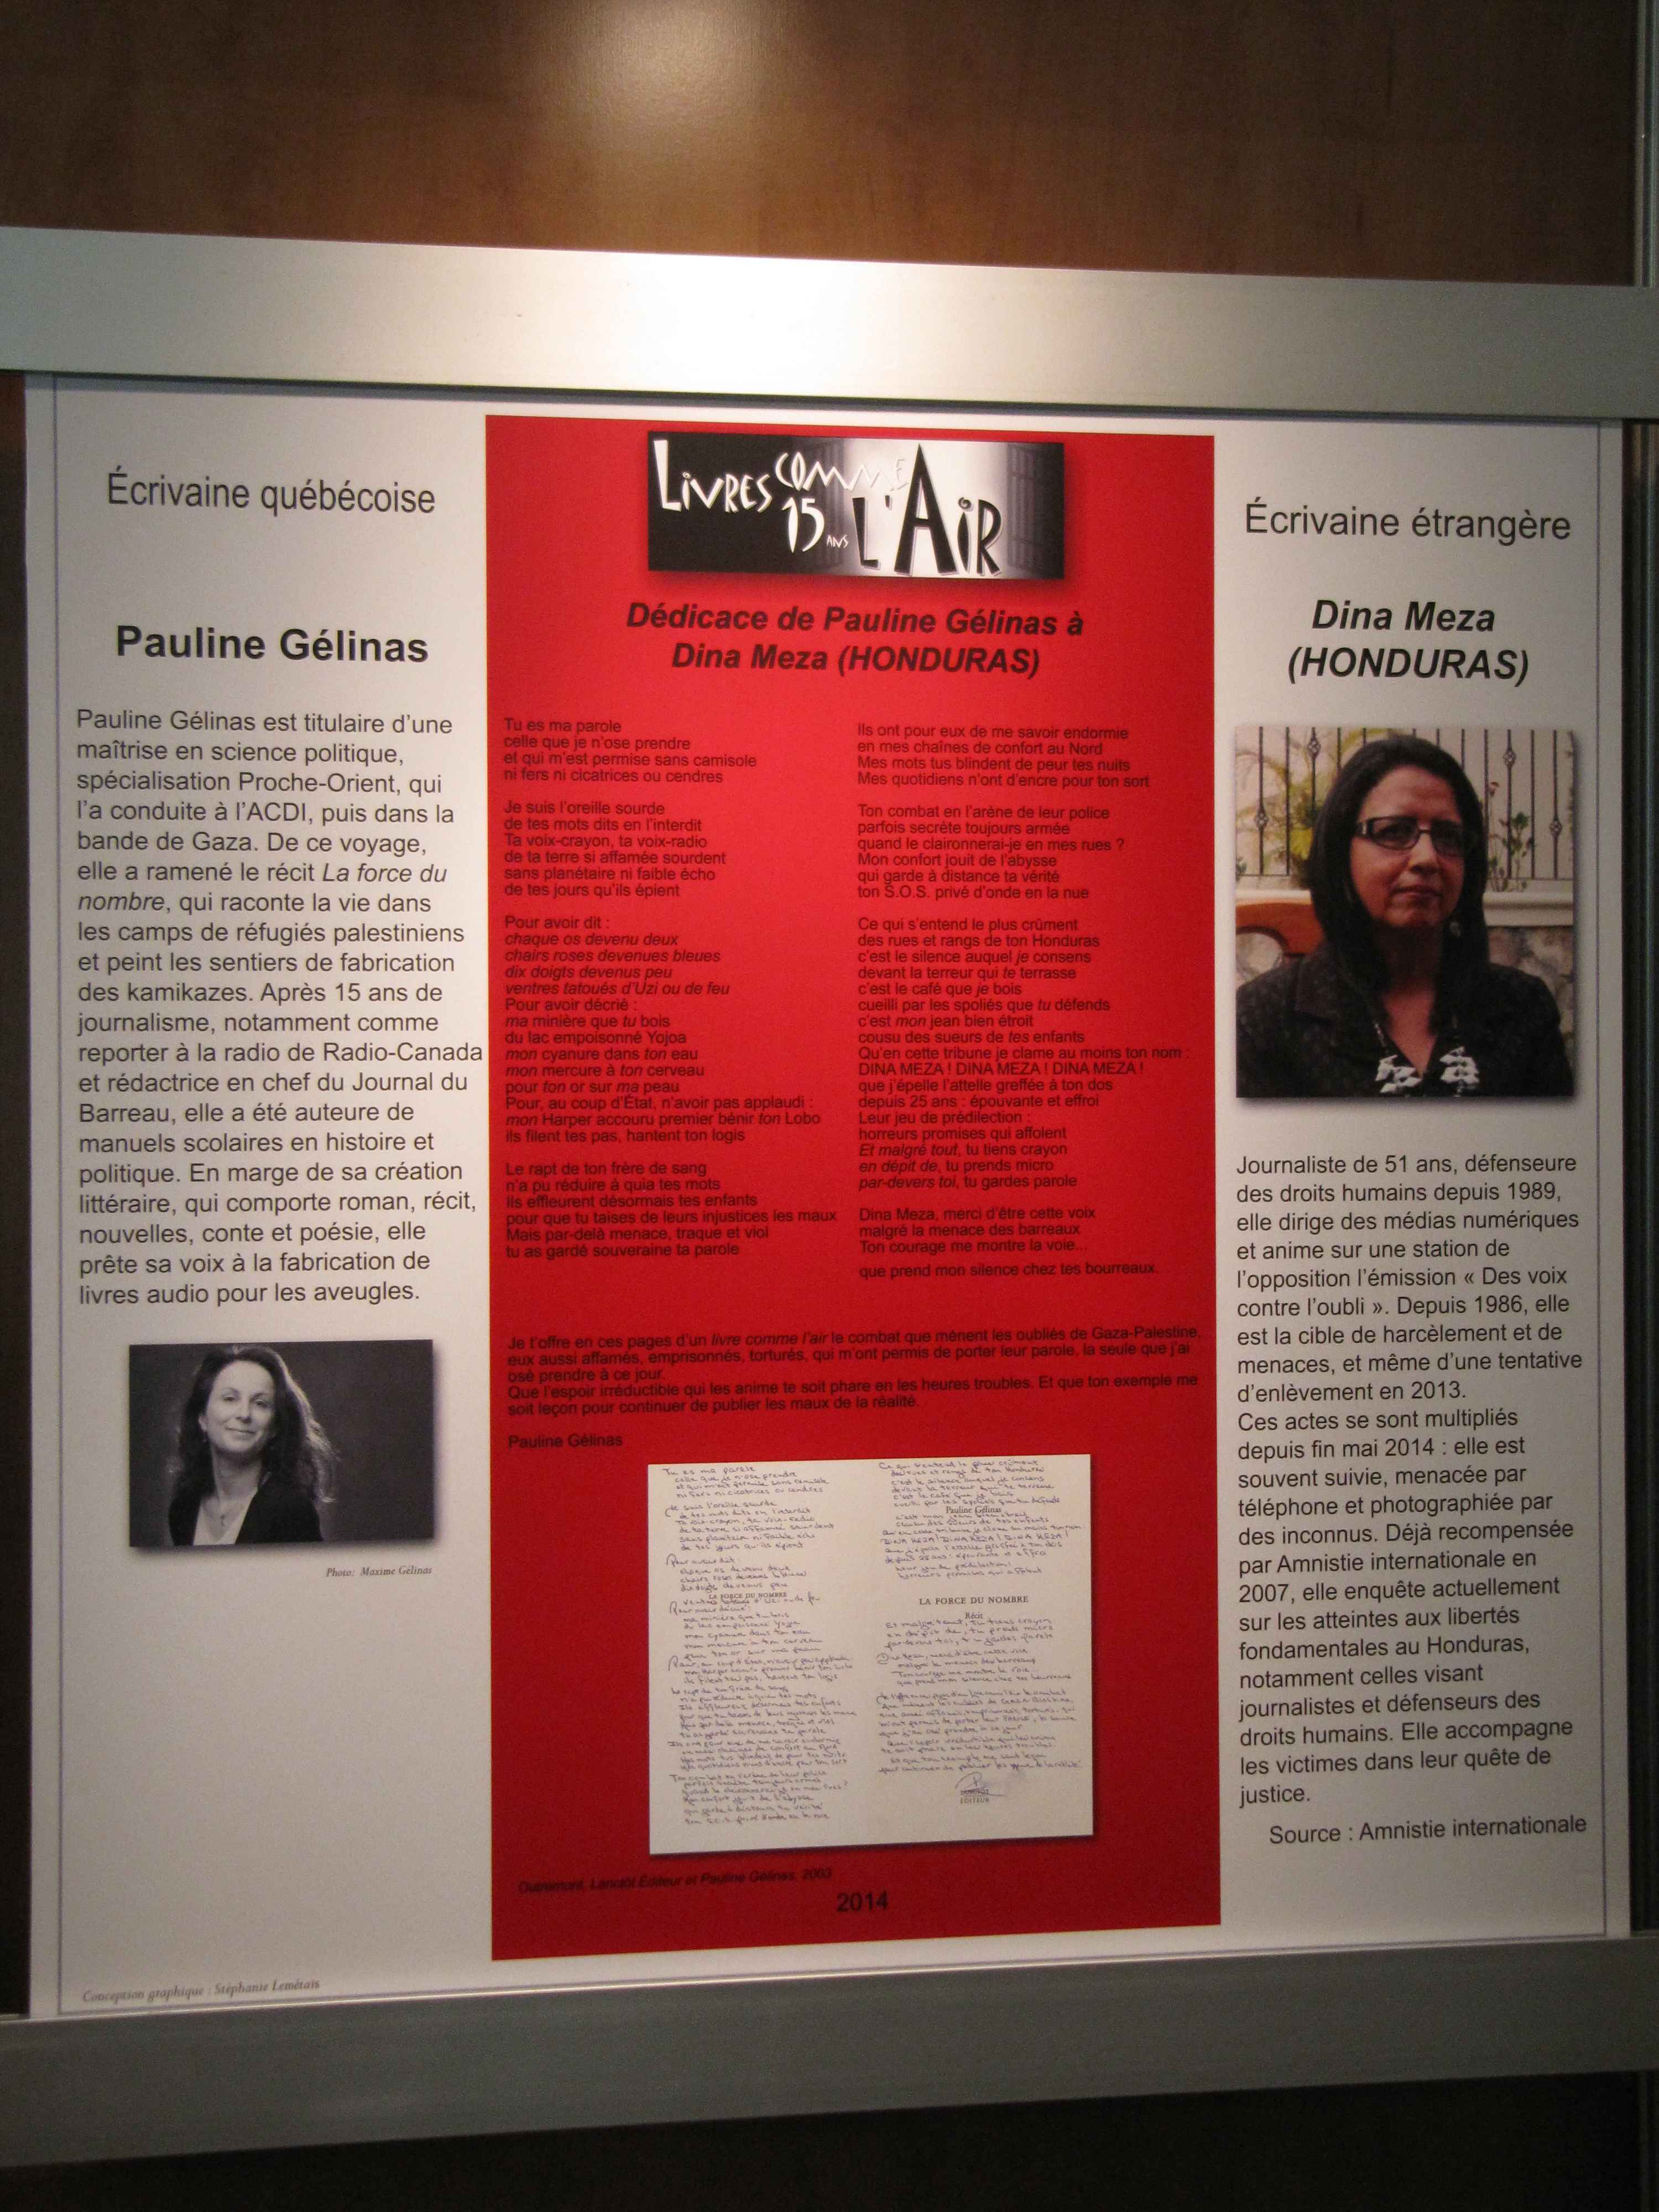 Écrivaine québécoise
Pauline Gélinas
Pauline Gélinas est titulaire d'une
maîtrise en science politique,
spécialisation Proche-Orient, qui
l'a conduite à l'ACDI, puis dans la
bande de Gaza. De ce voyage,
elle a ramené le récit La force du
nombre, qui raconte la vie dans
les camps de réfugiés palestiniens
et peint les sentiers de fabrication
des kamikazes. Après 15 ans de
journalisme, notamment comme
reporter à la radio de Radio-Canada
et rédactrice en chef du Journal du
Barreau, elle a été auteure de
manuels scolaires en histoire et
politique. En marge de sa création
littéraire, qui comporte roman, récit,
nouvelles, conte et poésie, elle
prête sa voix à la fabrication de
livres audio pour les aveugles.
Photo: Maxime Gélinas
Conception graphique : Stéphanie Lemétais
LIVRES COMME L'AIR
15 ANS
Dédicace de Pauline Gélinas à
Dina Meza (HONDURAS)
Tu es ma parole
celle que je n'ose prendre
et qui m'est permise sans camisole
ni fers ni cicatrices ou cendres
Je suis l'oreille sourde
de tes mots dits en l'interdit
Ta voix-crayon, ta voix-radio
de ta terre si affamée sourdent
sans planétaire ni faible écho
de tes jours qu'ils épient
Pour avoir dit :
chaque os devenu deux
chairs roses devenues bleues
dix doigts devenus peu
ventres tatoués d'Uzi ou de feu
Pour avoir décrié :
ma minière que tu bois
du lac empoisonné Yojoa
mon cyanure dans ton eau
mon mercure à ton cerveau
pour ton or sur ma peau
Pour, au coup d'État, n'avoir pas applaudi :
mon Harper accouru premier bénir ton Lobo
ils filent tes pas, hantent ton logis
Le rapt de ton frère de sang
n'a pu réduire à quia tes mots
Ils effleurent désormais tes enfants
pour que tu taises de leurs injustices les maux
Mais par-delà menace, traque et viol
tu as gardé souveraine ta parole
Ils ont pour eux de me savoir endormie
en mes chaînes de confort au Nord
Mes mots tus blindent de peur tes nuits
Mes quotidiens n'ont d'encre pour ton sort
Ton combat en l'arène de leur police
parfois secrète toujours armée
quand le claironnerai-je en mes rues ?
Mon confort jouit de l'abysse
qui garde à distance ta vérité
ton S.O.S. privé d'onde en la nue
Ce qui s'entend le plus crûment
des rues et rangs de ton Honduras
c'est le silence auquel je consens
devant la terreur qui te terrasse
c'est le café que je bois
cueilli par les spoliés que tu défends
c'est mon jean bien étroit
cousu des sueurs de tes enfants
Qu'en cette tribune je clame au moins ton nom :
DINA MEZA ! DINA MEZA ! DINA MEZA !
que j'épelle l'attelle greffée à ton dos
depuis 25 ans : épouvante et effroi
Leur jeu de prédilection :
horreurs promises qui affolent
Et malgré tout, tu tiens crayon
en dépit de, tu prends micro
par-devers toi, tu gardes parole
Dina Meza, merci d'être cette voix
malgré la menace des barreaux
Ton courage me montre la voie...
que prend mon silence chez tes bourreaux.
Je t'offre en ces pages d'un livre comme l'air le combat que mènent les oubliés de Gaza-Palestine,
eux aussi affamés, emprisonnés, torturés, qui m'ont permis de porter leur parole, la seule que j'ai
osé prendre à ce jour.
Que l'espoir irréductible qui les anime te soit phare en les heures troubles. Et que ton exemple me
soit leçon pour continuer de publier les maux de la réalité.
Pauline Gélinas
Pauline Gélinas
LA FORCE DU NOMBRE
LA FORCE DU NOMBRE
Récit
ÉDITEUR
Outremont, Lanctôt Éditeur et Pauline Gélinas, 2003
2014
Écrivaine étrangère
Dina Meza
(HONDURAS)
Journaliste de 51 ans, défenseure
des droits humains depuis 1989,
elle dirige des médias numériques
et anime sur une station de
l'opposition l'émission « Des voix
contre l'oubli ». Depuis 1986, elle
est la cible de harcèlement et de
menaces, et même d'une tentative
d'enlèvement en 2013.
Ces actes se sont multipliés
depuis fin mai 2014 : elle est
souvent suivie, menacée par
téléphone et photographiée par
des inconnus. Déjà recompensée
par Amnistie internationale en
2007, elle enquête actuellement
sur les atteintes aux libertés
fondamentales au Honduras,
notamment celles visant
journalistes et défenseurs des
droits humains. Elle accompagne
les victimes dans leur quête de
justice.
Source : Amnistie internationale